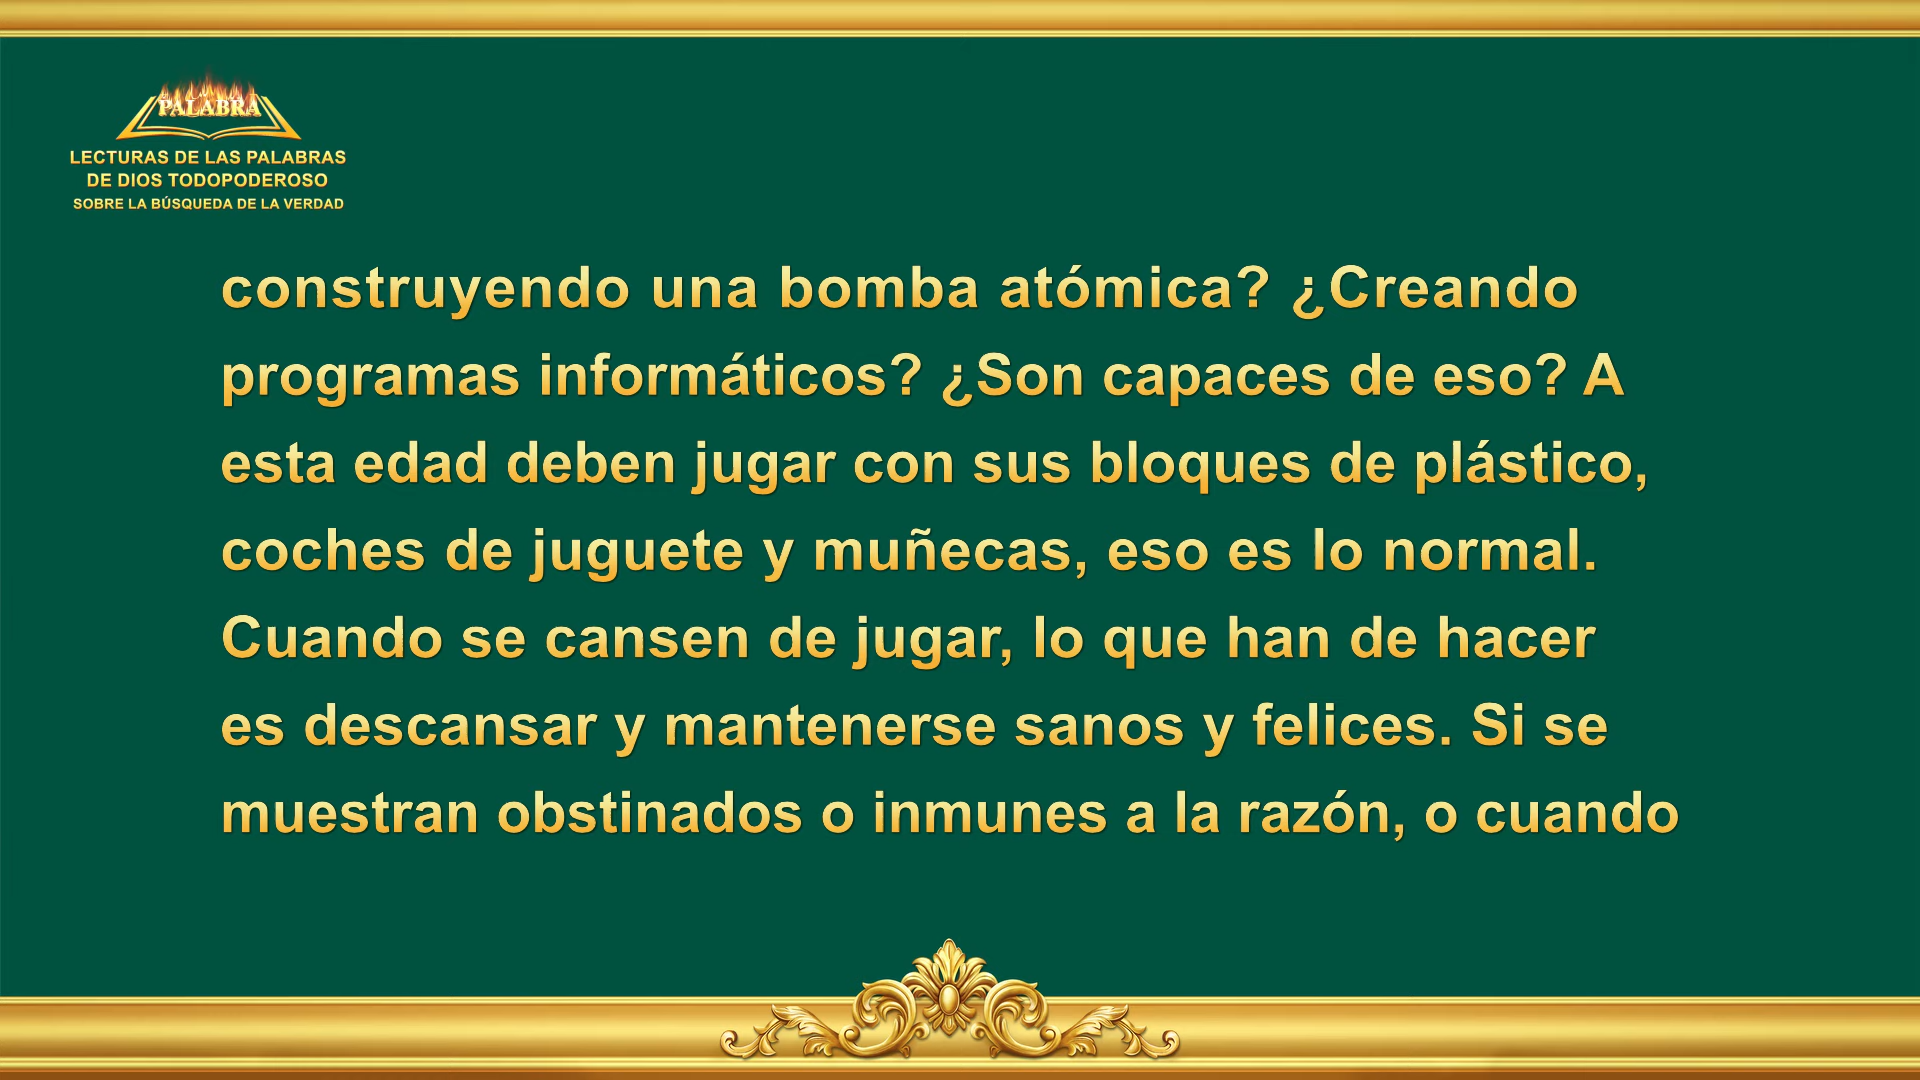 PALABRA
LECTURAS DE LAS PALABRAS
DE DIOS TODOPODEROSO
SOBRE LA BÚSQUEDA DE LA VERDAD
construyendo una bomba atómica? ¿Creando
programas informáticos? ¿Son capaces de eso? A
esta edad deben jugar con sus bloques de plástico,
coches de juguete y muñecas, eso es lo normal.
Cuando se cansen de jugar, lo que han de hacer
es descansar y mantenerse sanos y felices. Si se
muestran obstinados o inmunes a la razón, o cuando